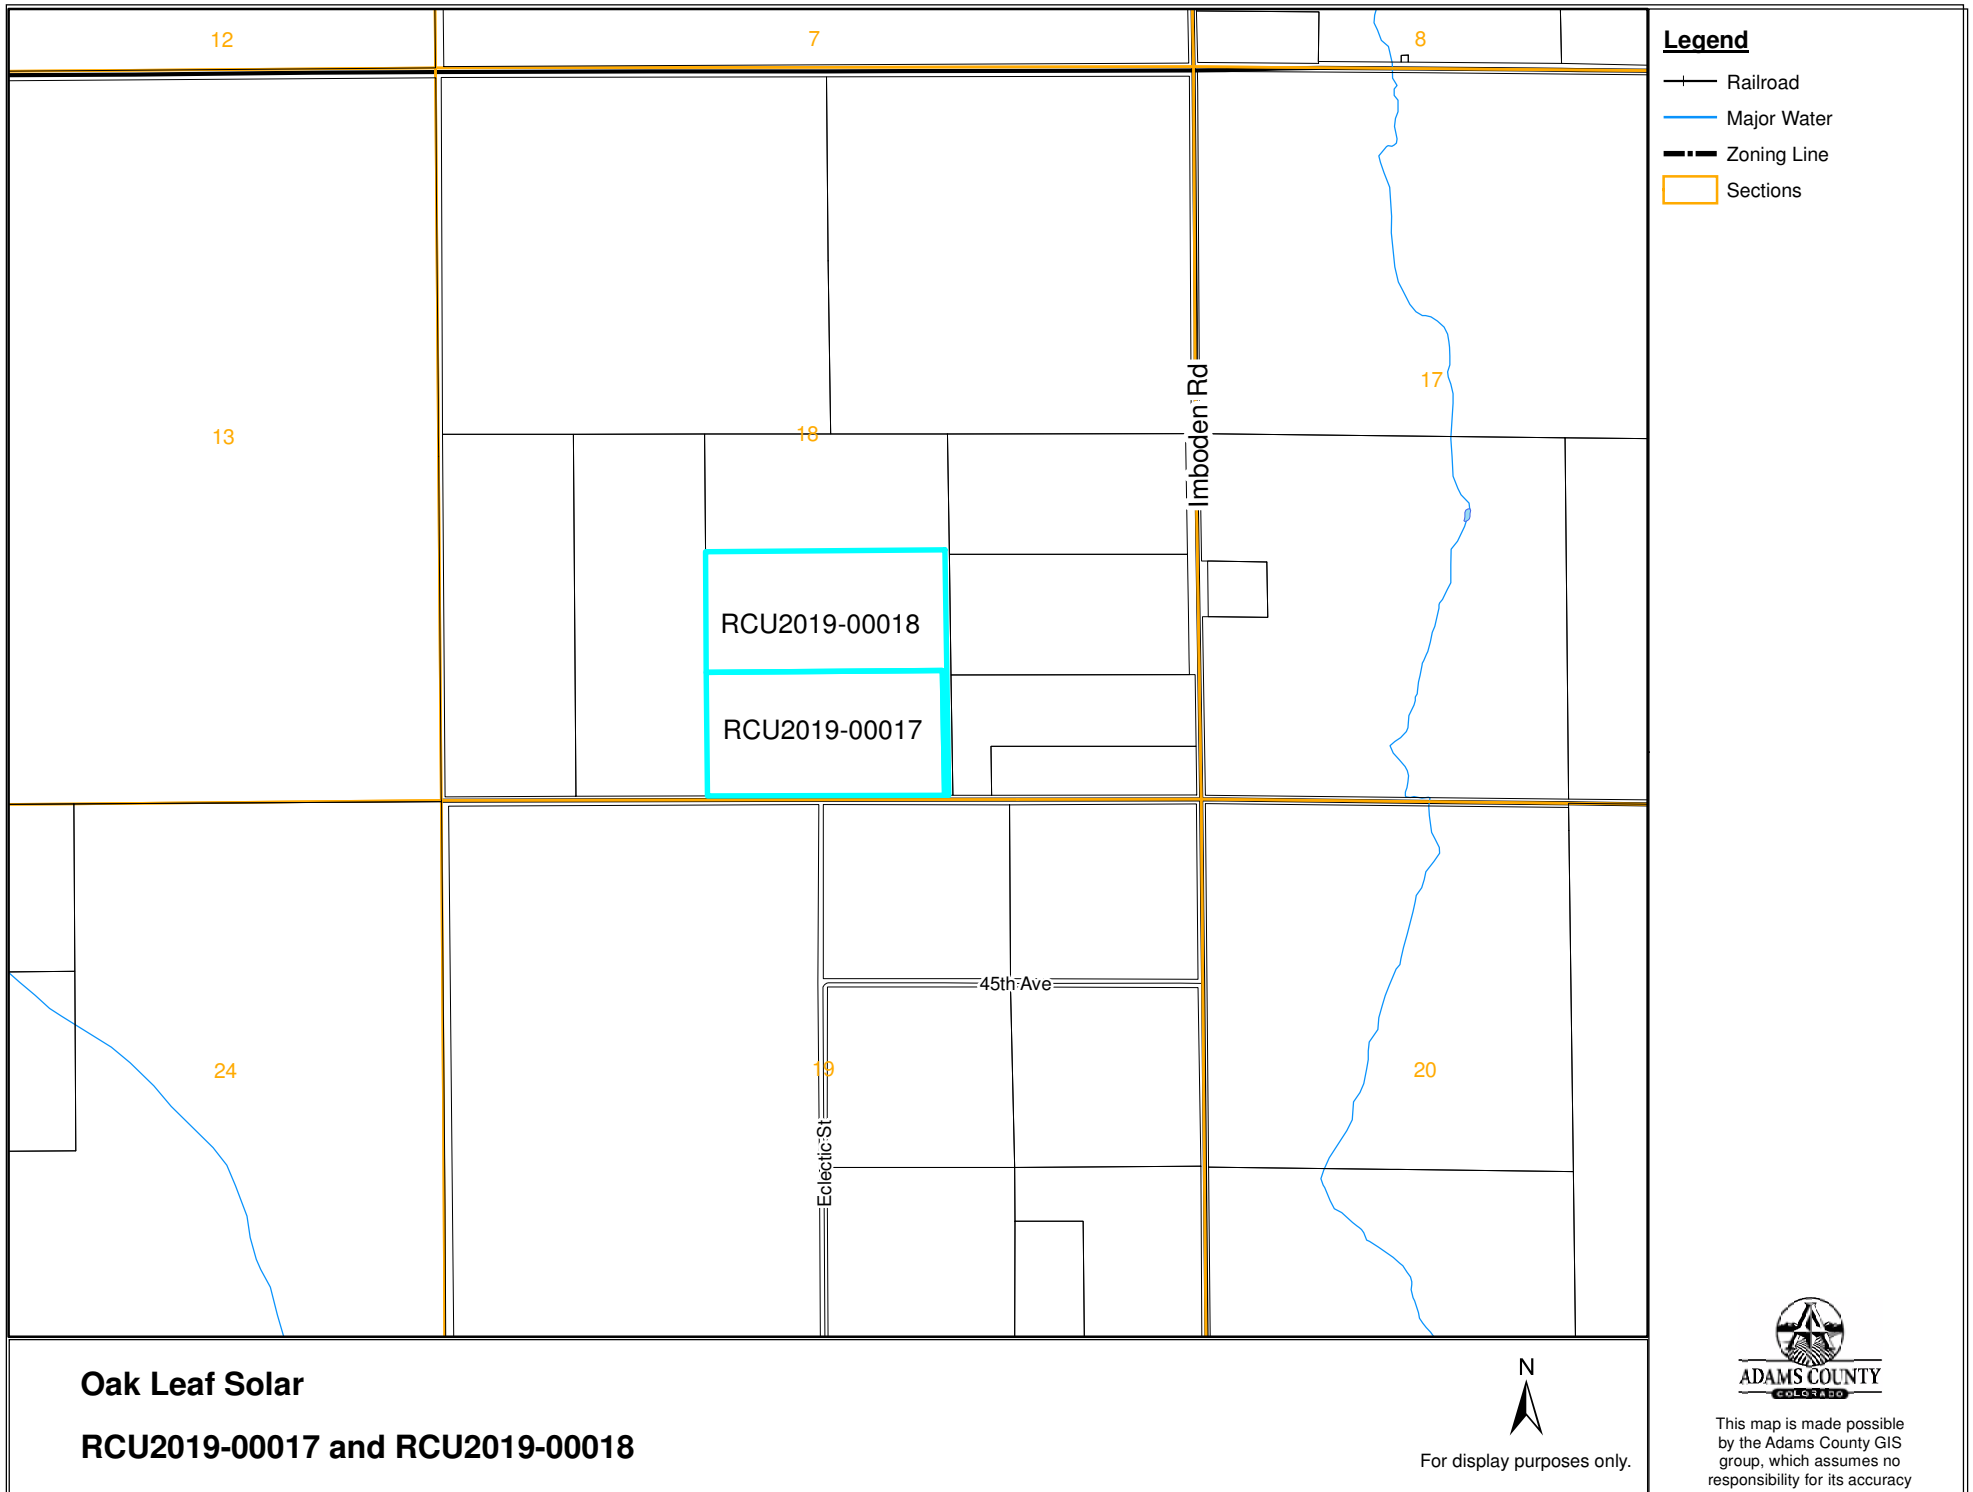 12
7
8
13
18
17
Imboden Rd
RCU2019-00018
RCU2019-00017
45th Ave
24
19
20
Eclectic St
Legend
Railroad
Major Water
Zoning Line
Sections
Oak Leaf Solar
RCU2019-00017 and RCU2019-00018
N
For display purposes only.
ADAMS COUNTY
COLORADO
This map is made possible
by the Adams County GIS
group, which assumes no
responsibility for its accuracy